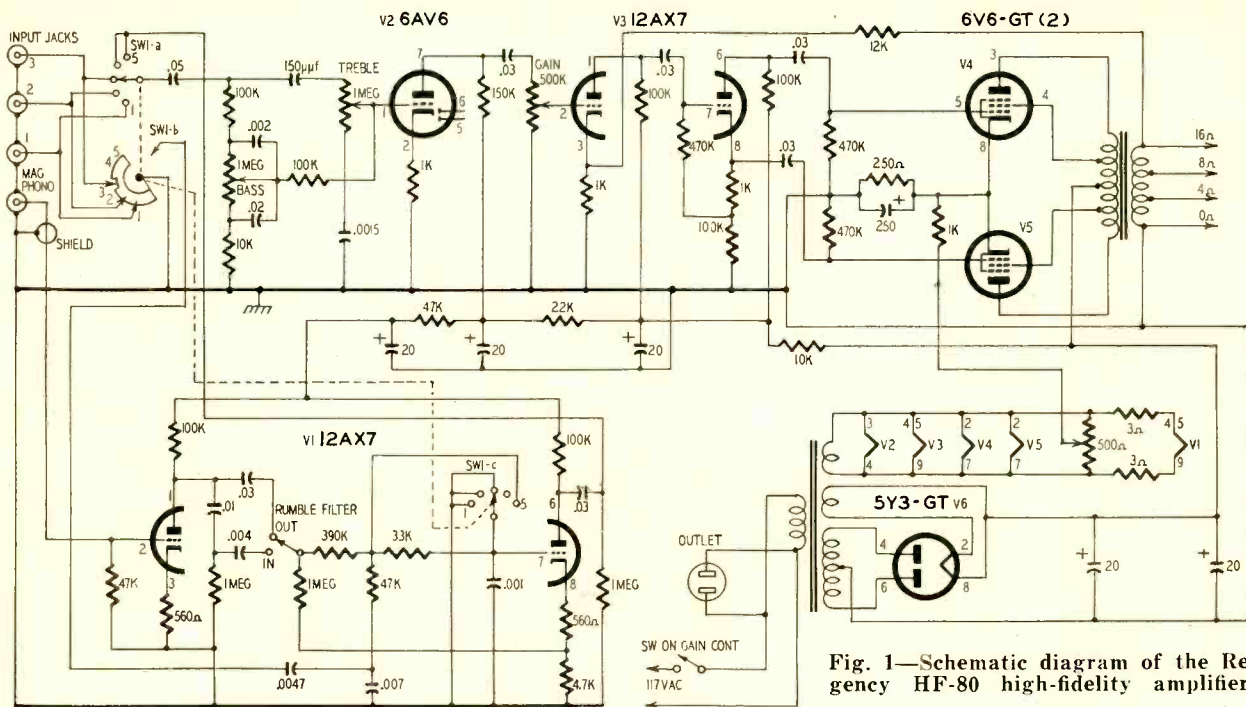 INPUT JACKS
3
2
1
MAG PHONO
SHIELD
SW1-a
5
1
SW1-b
5
4
3
2
1
.05
100K
.002
1MEG
BASS
.02
10K
100K
150µµf
TREBLE
1MEG
.0015
V2 6AV6
7
1
6
5
2
1K
150K
.03
GAIN
500K
V3 12AX7
1
2
3
1K
100K
.03
470K
6
7
8
1K
100K
100K
.03
.03
12K
6V6-GT (2)
470K
470K
250Ω
+
250
1K
V4
3
5
4
8
V5
16Ω
8Ω
4Ω
0Ω
47K
22K
+
20
+
20
+
20
10K
V1 12AX7
100K
1
2
3
47K
560Ω
.01
.03
.004
1MEG
RUMBLE FILTER
OUT
IN
1MEG
390K
33K
47K
.0047
.007
SW1-c
1
5
.001
100K
6
7
8
.03
560Ω
4.7K
1MEG
OUTLET
SW ON GAIN CONT
117VAC
3
V2
4
4 5
V3
9
2
V4
7
2
V5
7
500Ω
3Ω
3Ω
4 5
V1
9
5Y3-GT V6
4
6
2
8
+
20
+
20
Fig. 1—Schematic diagram of the Re-
gency HF-80 high-fidelity amplifier